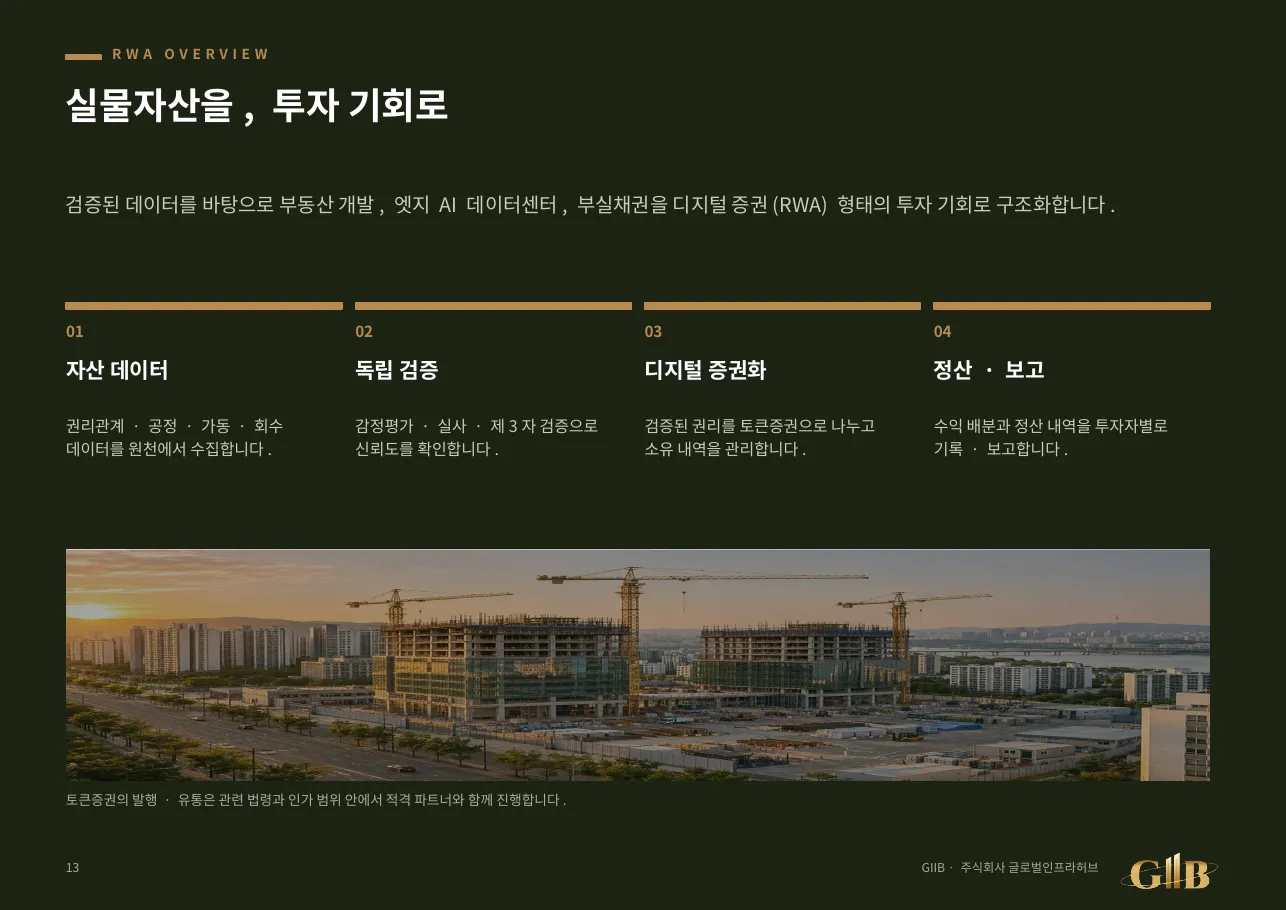 RWA OVERVIEW
실물자산을 , 투자 기회로
검증된 데이터를 바탕으로 부동산 개발 , 엣지 AI 데이터센터 , 부실채권을 디지털 증권 (RWA) 형태의 투자 기회로 구조화합니다 .
01
자산 데이터
권리관계 · 공정 · 가동 · 회수
데이터를 원천에서 수집합니다 .
02
독립 검증
감정평가 · 실사 · 제 3 자 검증으로
신뢰도를 확인합니다 .
03
디지털 증권화
검증된 권리를 토큰증권으로 나누고
소유 내역을 관리합니다 .
04
정산 · 보고
수익 배분과 정산 내역을 투자자별로
기록 · 보고합니다 .
토큰증권의 발행 · 유통은 관련 법령과 인가 범위 안에서 적격 파트너와 함께 진행합니다 .
13
GIIB · 주식회사 글로벌인프라허브
GIIB